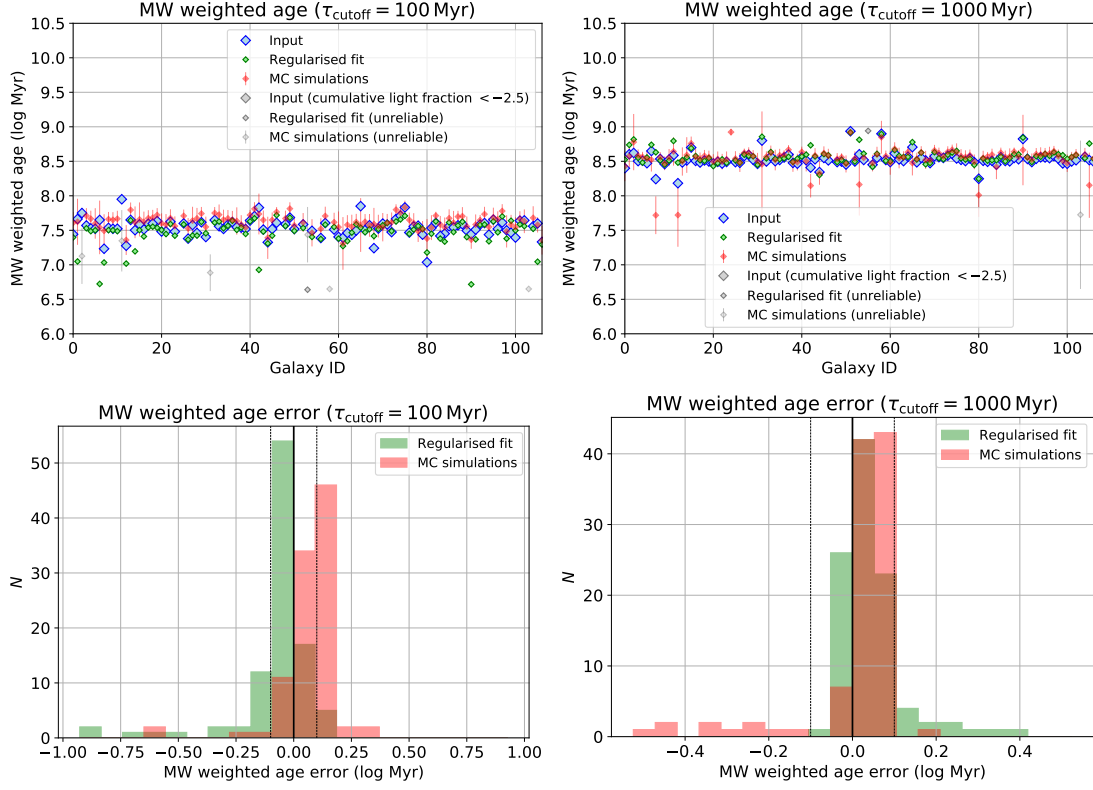 MW weighted age (τcutoff = 100 Myr)
MW weighted age (log Myr)
10.5
10.0
9.5
9.0
8.5
8.0
7.5
7.0
6.5
6.0
Input
Regularised fit
MC simulations
Input (cumulative light fraction < −2.5)
Regularised fit (unreliable)
MC simulations (unreliable)
0 20 40 60 80 100
Galaxy ID
MW weighted age (τcutoff = 1000 Myr)
MW weighted age (log Myr)
10.5
10.0
9.5
9.0
8.5
8.0
7.5
7.0
6.5
6.0
Input
Regularised fit
MC simulations
Input (cumulative light fraction < −2.5)
Regularised fit (unreliable)
MC simulations (unreliable)
0 20 40 60 80 100
Galaxy ID
MW weighted age error (τcutoff = 100 Myr)
N
50
40
30
20
10
0
Regularised fit
MC simulations
−1.00 −0.75 −0.50 −0.25 0.00 0.25 0.50 0.75
MW weighted age error (log Myr)
MW weighted age error (τcutoff = 1000 Myr)
N
40
30
20
10
0
Regularised fit
MC simulations
−0.4 −0.2 0.0 0.2 0.4
MW weighted age error (log Myr)